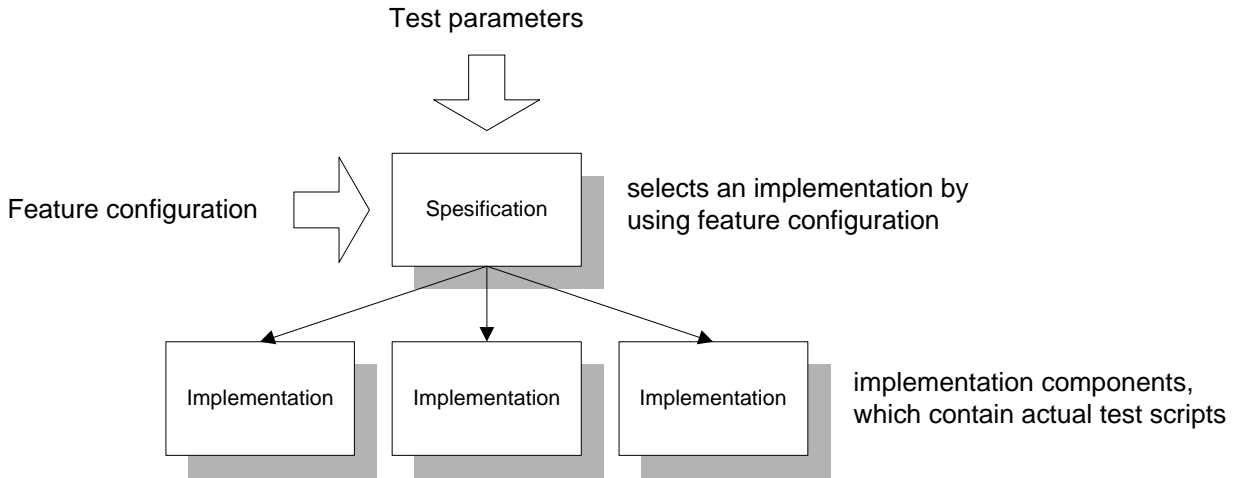 Test parameters
Feature configuration
Spesification
selects an implementation by
using feature configuration
Implementation
Implementation
Implementation
implementation components,
which contain actual test scripts